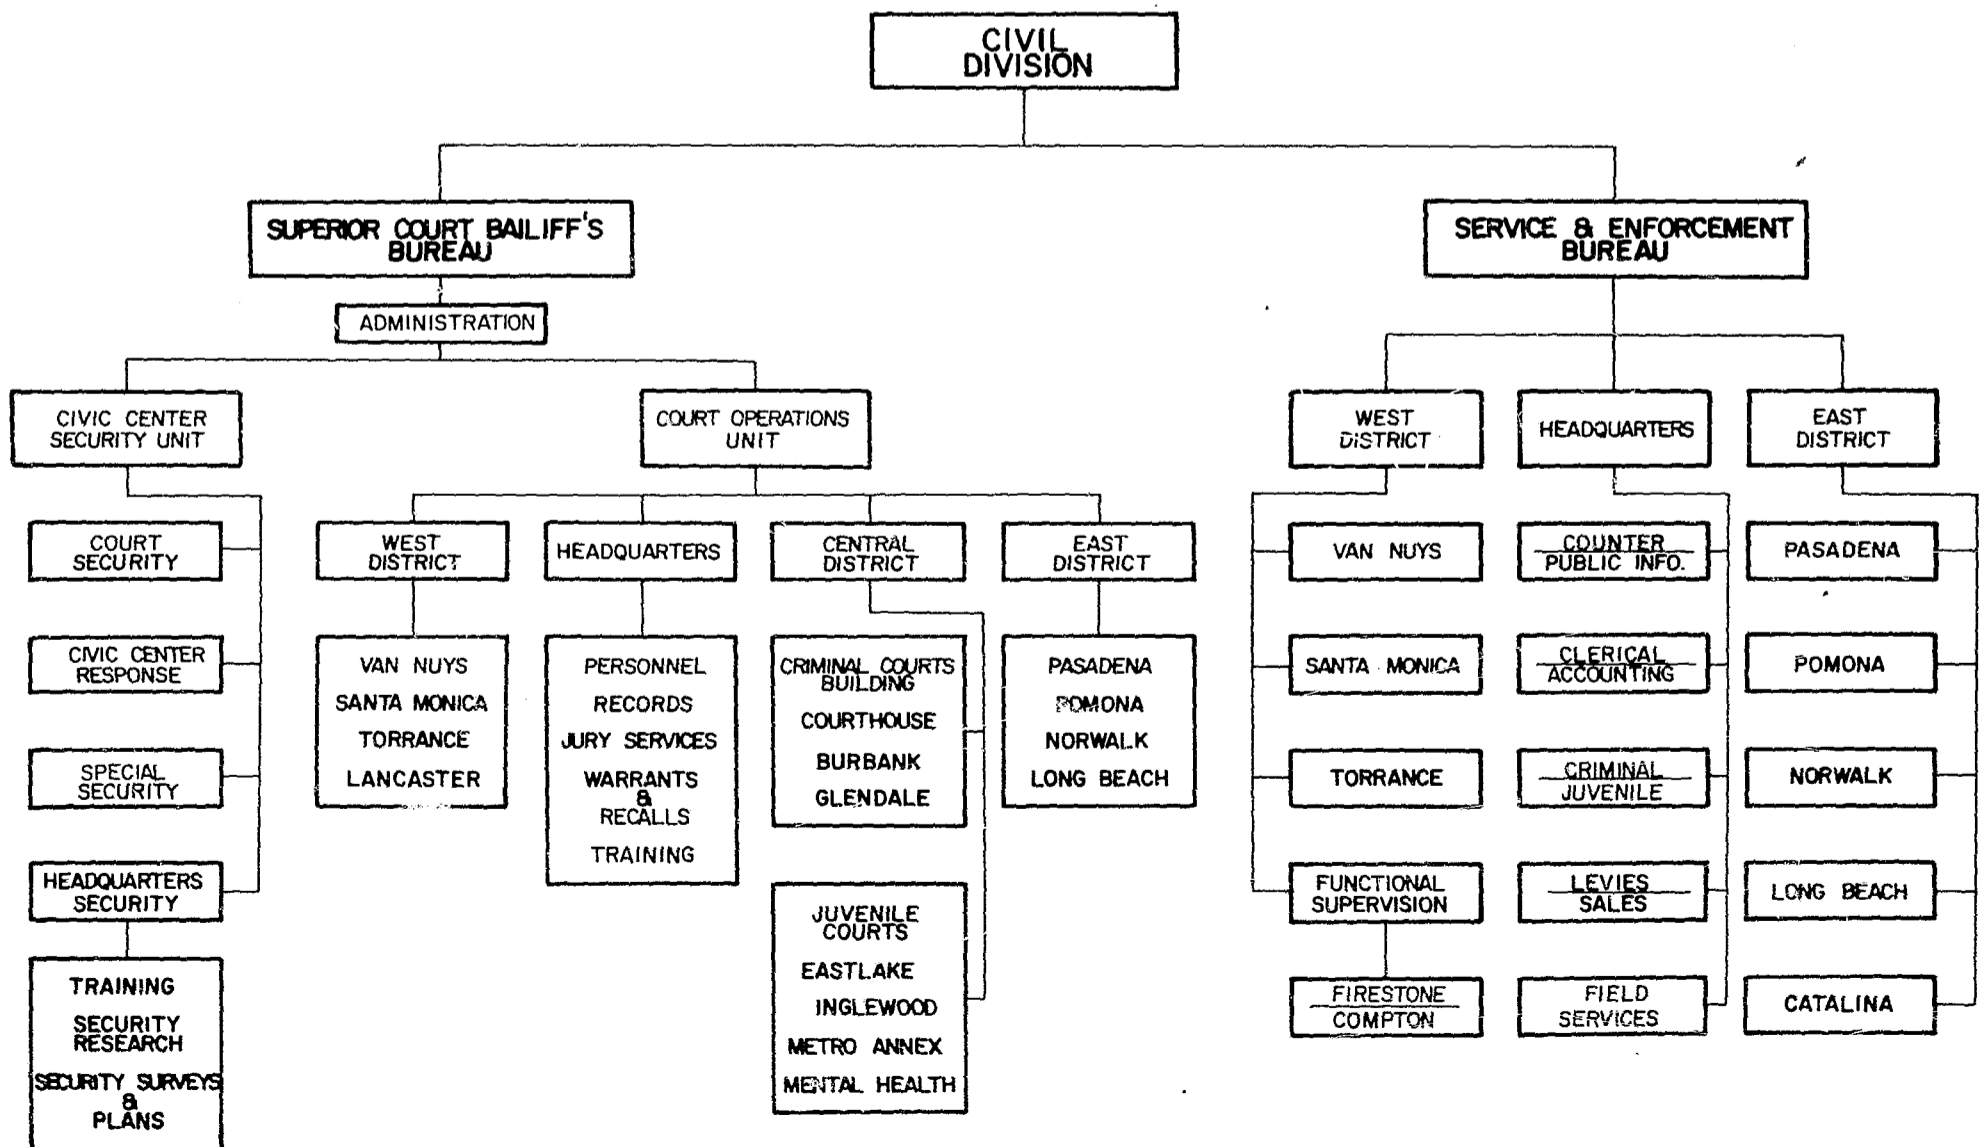 CIVIL
DIVISION
SUPERIOR COURT BAILIFF'S
BUREAU
SERVICE & ENFORCEMENT
BUREAU
ADMINISTRATION
CIVIC CENTER
SECURITY UNIT
COURT OPERATIONS
UNIT
WEST
DISTRICT
HEADQUARTERS
EAST
DISTRICT
COURT
SECURITY
CIVIC CENTER
RESPONSE
SPECIAL
SECURITY
HEADQUARTERS
SECURITY
TRAINING
SECURITY
RESEARCH
SECURITY SURVEYS
&
PLANS
WEST
DISTRICT
VAN NUYS
SANTA MONICA
TORRANCE
LANCASTER
HEADQUARTERS
PERSONNEL
RECORDS
JURY SERVICES
WARRANTS
&
RECALLS
TRAINING
CENTRAL
DISTRICT
CRIMINAL COURTS
BUILDING
COURTHOUSE
BURBANK
GLENDALE
JUVENILE
COURTS
EASTLAKE
INGLEWOOD
METRO ANNEX
MENTAL HEALTH
EAST
DISTRICT
PASADENA
POMONA
NORWALK
LONG BEACH
VAN NUYS
SANTA MONICA
TORRANCE
FUNCTIONAL
SUPERVISION
FIRESTONE
COMPTON
COUNTER
PUBLIC INFO.
CLERICAL
ACCOUNTING
CRIMINAL
JUVENILE
LEVIES
SALES
FIELD
SERVICES
PASADENA
POMONA
NORWALK
LONG BEACH
CATALINA